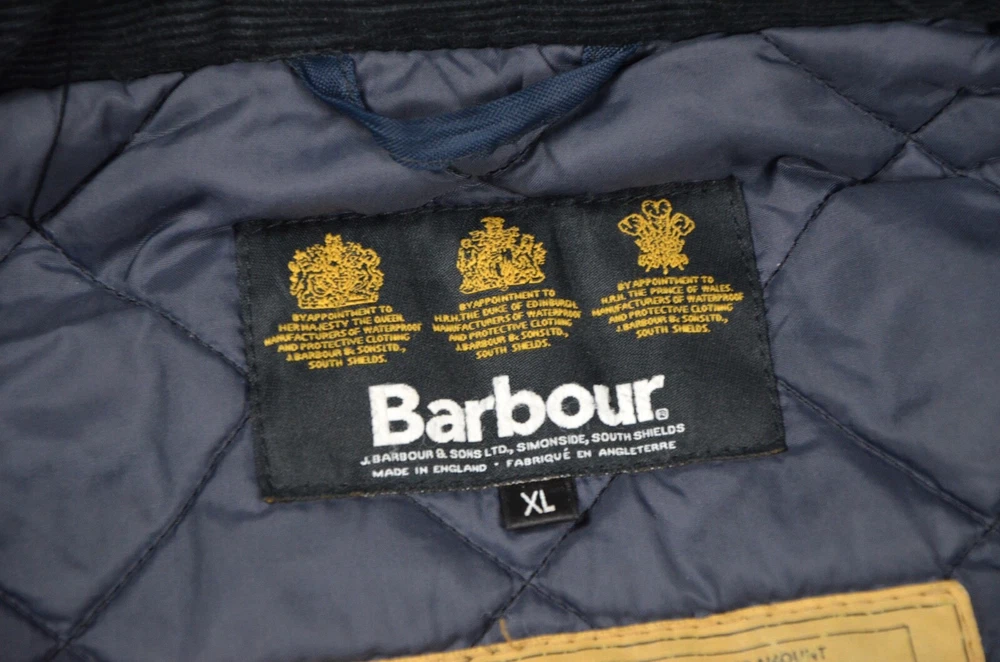 BY APPOINTMENT TO
HER MAJESTY THE QUEEN
MANUFACTURERS OF WATERPROOF
AND PROTECTIVE CLOTHING
J.BARBOUR & SONS LTD.,
SOUTH SHIELDS.
BY APPOINTMENT TO
H.R.H. THE DUKE OF EDINBURGH
MANUFACTURERS OF WATERPROOF
AND PROTECTIVE CLOTHING
J.BARBOUR & SONS LTD.,
SOUTH SHIELDS.
BY APPOINTMENT TO
H.R.H. THE PRINCE OF WALES.
MANUFACTURERS OF WATERPROOF
AND PROTECTIVE CLOTHING
J.BARBOUR & SONS LTD.,
SOUTH SHIELDS.
Barbour®
J.BARBOUR & SONS LTD., SIMONSIDE, SOUTH SHIELDS
MADE IN ENGLAND · FABRIQUÉ EN ANGLETERRE
XL